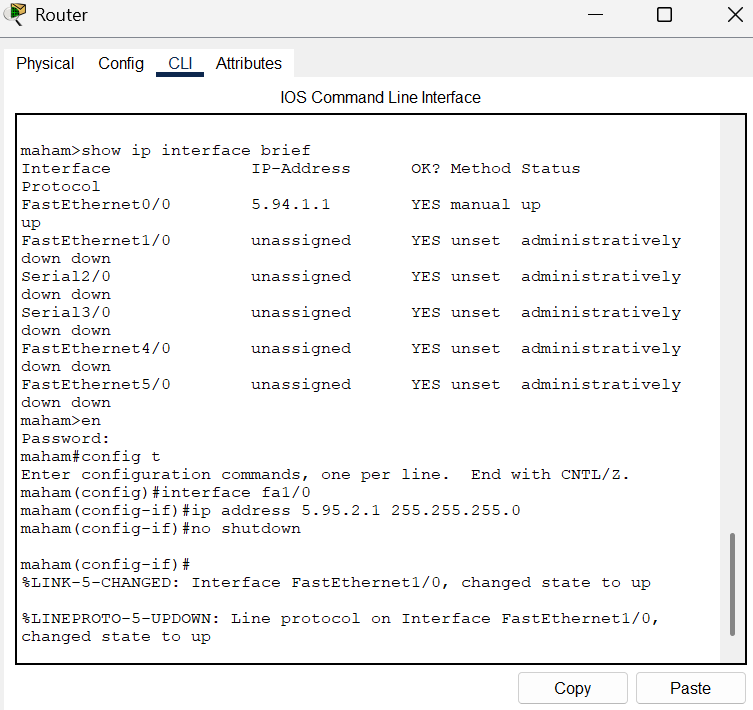 Router
Physical Config CLI Attributes
IOS Command Line Interface
maham>show ip interface brief
Interface              IP-Address      OK? Method Status
Protocol
FastEthernet0/0        5.94.1.1        YES manual up
up
FastEthernet1/0        unassigned      YES unset  administratively
down down
Serial2/0              unassigned      YES unset  administratively
down down
Serial3/0              unassigned      YES unset  administratively
down down
FastEthernet4/0        unassigned      YES unset  administratively
down down
FastEthernet5/0        unassigned      YES unset  administratively
down down
maham>en
Password:
maham#config t
Enter configuration commands, one per line.  End with CNTL/Z.
maham(config)#interface fa1/0
maham(config-if)#ip address 5.95.2.1 255.255.255.0
maham(config-if)#no shutdown
maham(config-if)#
%LINK-5-CHANGED: Interface FastEthernet1/0, changed state to up
%LINEPROTO-5-UPDOWN: Line protocol on Interface FastEthernet1/0,
changed state to up
Copy Paste